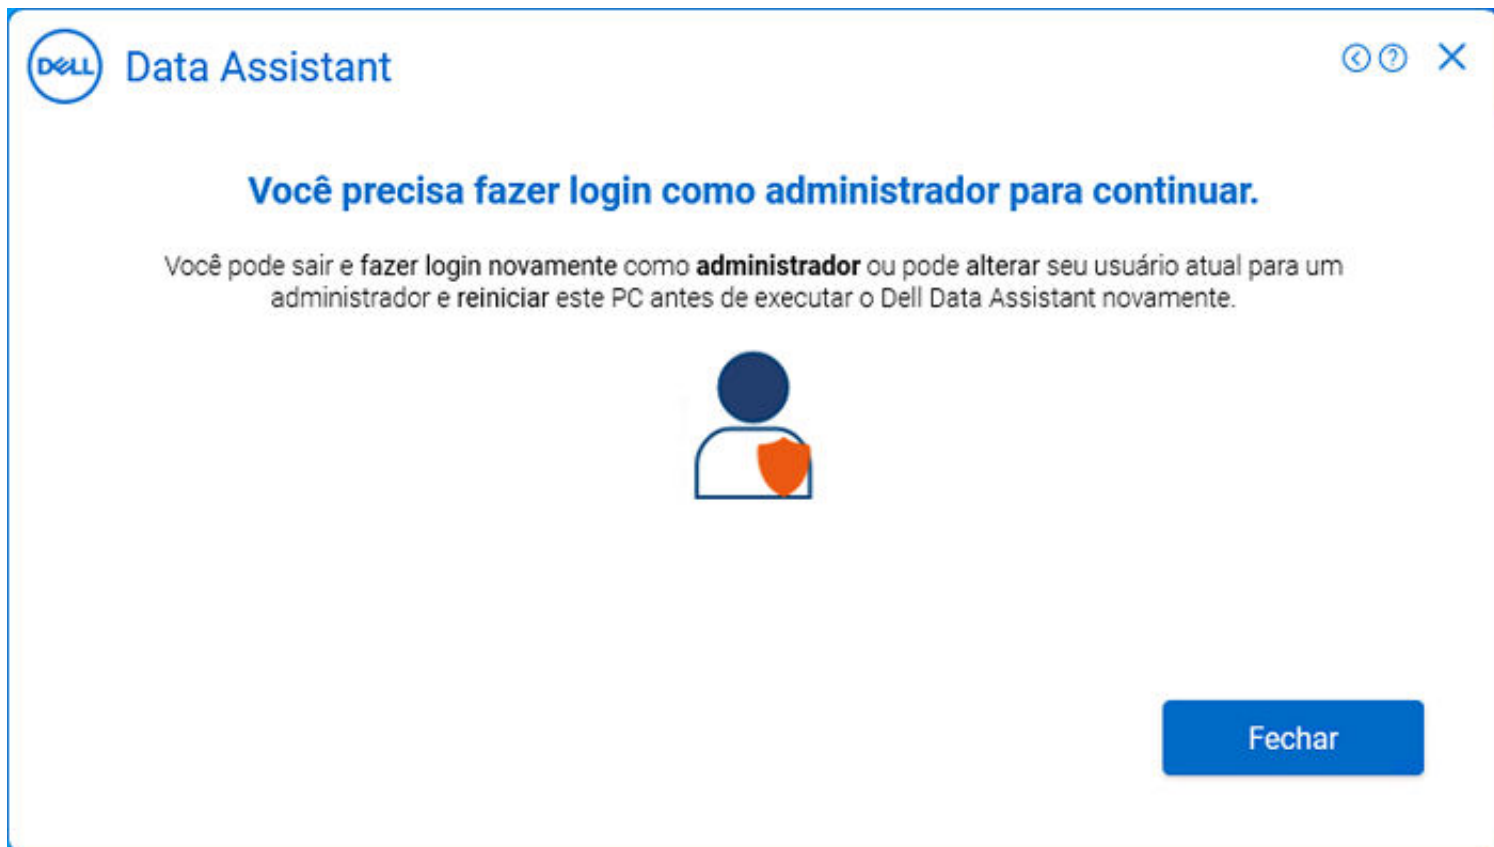 DELL Data Assistant
Você precisa fazer login como administrador para continuar.
Você pode sair e fazer login novamente como administrador ou pode alterar seu usuário atual para um
administrador e reiniciar este PC antes de executar o Dell Data Assistant novamente.
Fechar